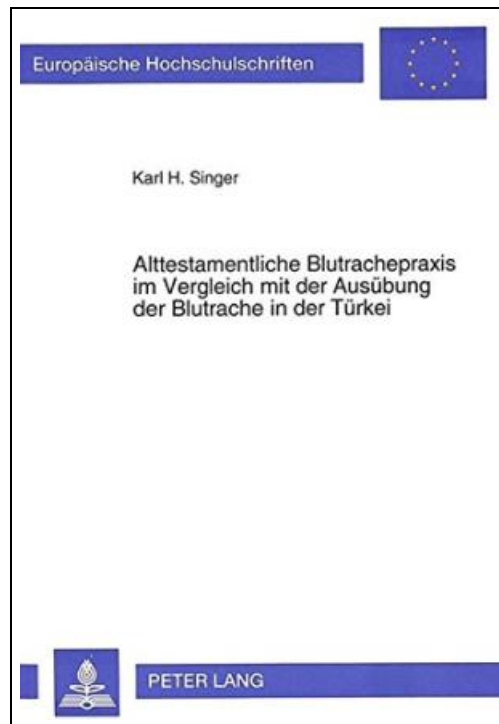 Europäische Hochschulschriften
Karl H. Singer
Alttestamentliche Blutrachepraxis
im Vergleich mit der Ausübung
der Blutrache in der Türkei
PETER LANG